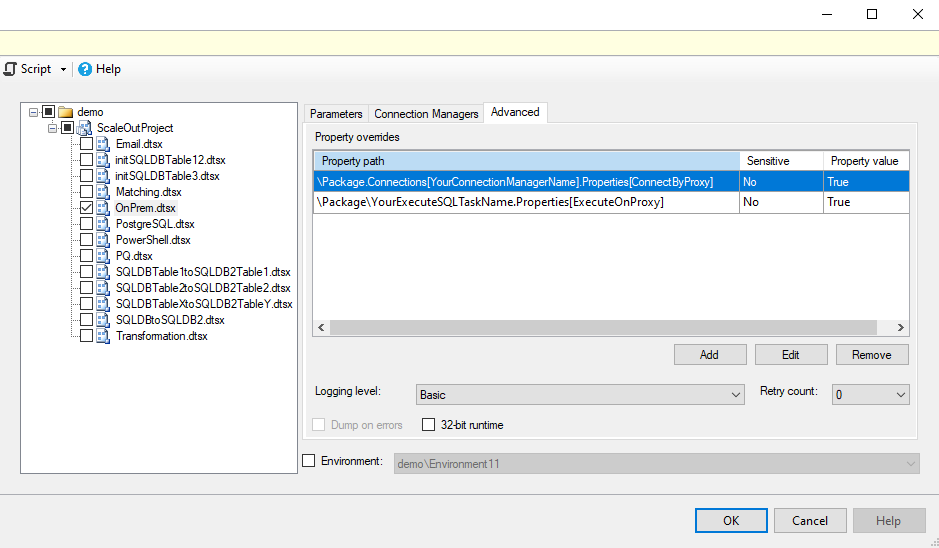 Script Help
demo
ScaleOutProject
Email.dtsx
initSQLDBTable12.dtsx
initSQLDBTable3.dtsx
Matching.dtsx
OnPrem.dtsx
PostgreSQL.dtsx
PowerShell.dtsx
PQ.dtsx
SQLDBTable1toSQLDB2Table1.dtsx
SQLDBTable2toSQLDB2Table2.dtsx
SQLDBTableXtoSQLDB2TableY.dtsx
SQLDBtoSQLDB2.dtsx
Transformation.dtsx
Parameters Connection Managers Advanced
Property overrides
Property path Sensitive Property value
\Package.Connections[YourConnectionManagerName].Properties[ConnectByProxy] No True
\Package\YourExecuteSQLTaskName.Properties[ExecuteOnProxy] No True
Add Edit Remove
Logging level: Basic Retry count: 0
Dump on errors 32-bit runtime
Environment: demo\Environment11
OK Cancel Help